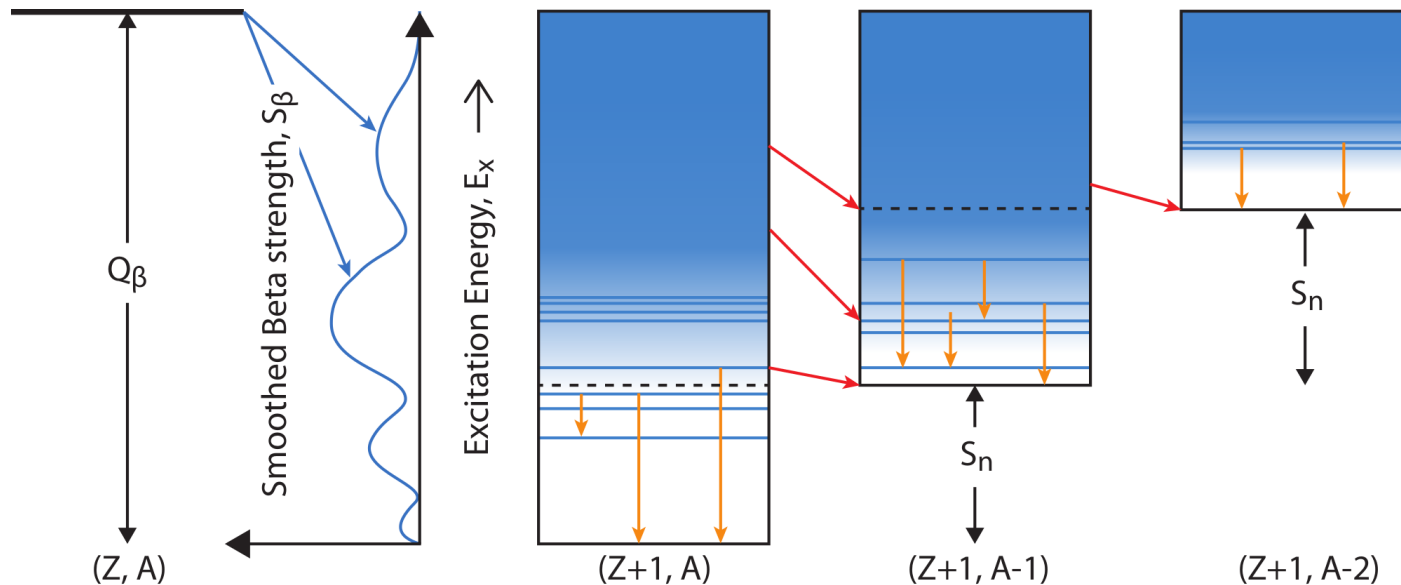 Qβ
Smoothed Beta strength, Sβ
Excitation Energy, Ex
Sn
Sn
(Z, A)
(Z+1, A)
(Z+1, A-1)
(Z+1, A-2)